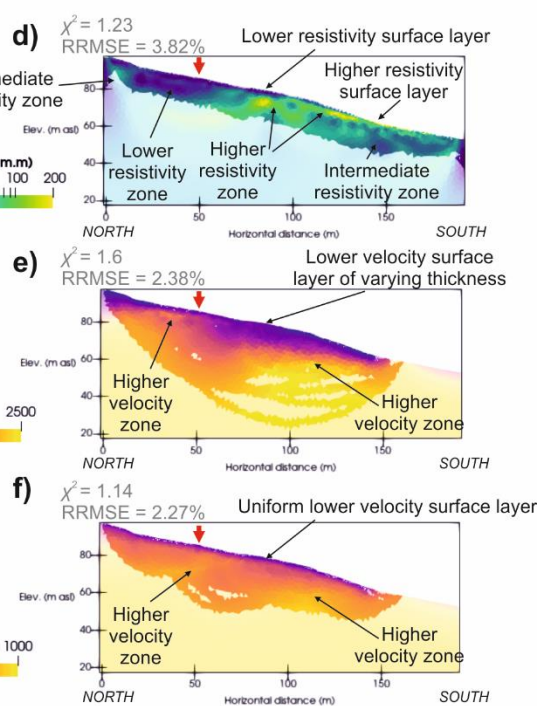 d)
χ² = 1.23
RRMSE = 3.82%
Lower resistivity surface layer
Higher resistivity
surface layer
ediate
ity zone
80
Elev. (m asl)
60
40
20
Lower
resistivity
zone
Higher
resistivity
zone
Intermediate
resistivity zone
m.m)
100 200
0 50 100 150
NORTH
Horizontal distance (m)
SOUTH
e)
χ² = 1.6
RRMSE = 2.38%
Lower velocity surface
layer of varying thickness
80
Elev. (m asl)
60
40
20
Higher
velocity
zone
Higher
velocity zone
2500
0 50 100 150
NORTH
Horizontal distance (m)
SOUTH
f)
χ² = 1.14
RRMSE = 2.27%
Uniform lower velocity surface layer
80
Elev. (m asl)
60
40
20
Higher
velocity
zone
Higher
velocity zone
1000
0 50 100 150
NORTH
Horizontal distance (m)
SOUTH